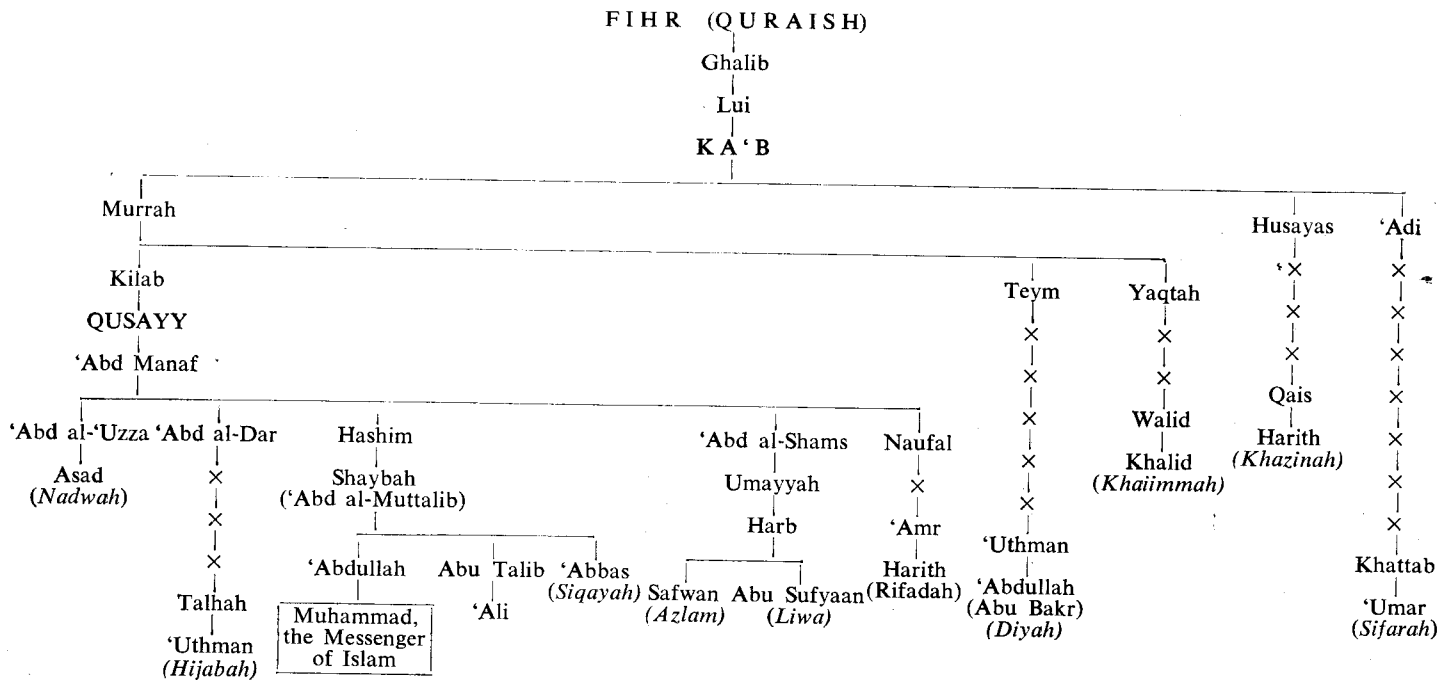 FIHR (QURAISH)
Ghalib
Lui
KA‘B
Murrah
Husayas
‘Adi
Kilab
Teym
Yaqtah
QUSAYY
‘Abd Manaf
‘Abd al-‘Uzza
‘Abd al-Dar
Hashim
‘Abd al-Shams
Naufal
Walid
Qais
Asad
(Nadwah)
Shaybah
(‘Abd al-Muttalib)
Umayyah
Khalid
(Khaiimmah)
Harith
(Khazinah)
Harb
‘Amr
‘Uthman
Khattab
‘Abdullah
Abu Talib
‘Abbas
(Siqayah)
Safwan
(Azlam)
Abu Sufyaan
(Liwa)
Harith
(Rifadah)
‘Abdullah
(Abu Bakr)
(Diyah)
‘Umar
(Sifarah)
Talhah
‘Uthman
(Hijabah)
Muhammad,
the Messenger
of Islam
‘Ali